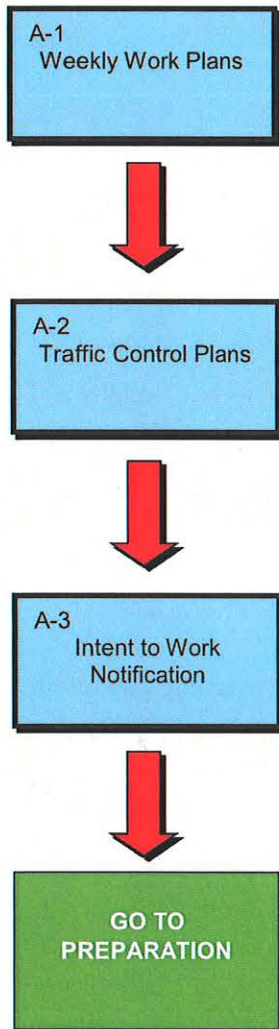 A-1
Weekly Work Plans
A-2
Traffic Control Plans
A-3
Intent to Work
Notification
GO TO
PREPARATION